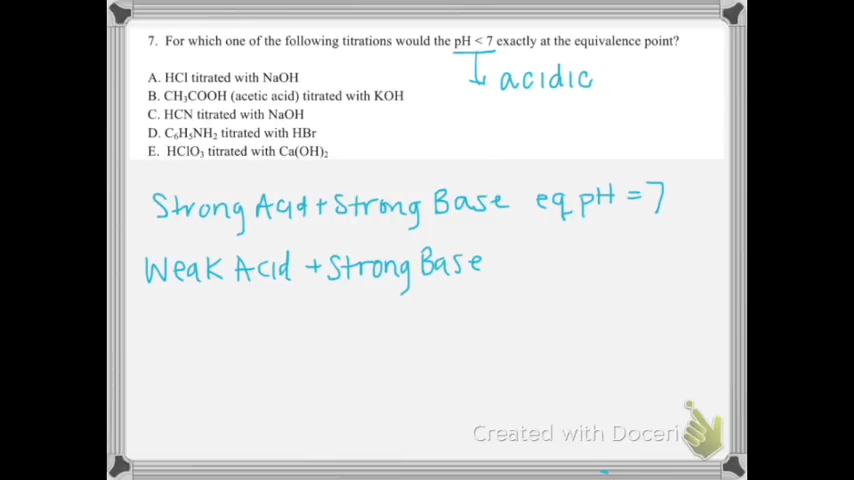 7. For which one of the following titrations would the pH < 7 exactly at the equivalence point?
acidic
A. HCl titrated with NaOH
B. CH₃COOH (acetic acid) titrated with KOH
C. HCN titrated with NaOH
D. C₆H₅NH₂ titrated with HBr
E. HClO₃ titrated with Ca(OH)₂
Strong Acid + Strong Base eq pH = 7
Weak Acid + Strong Base
Created with Doceri